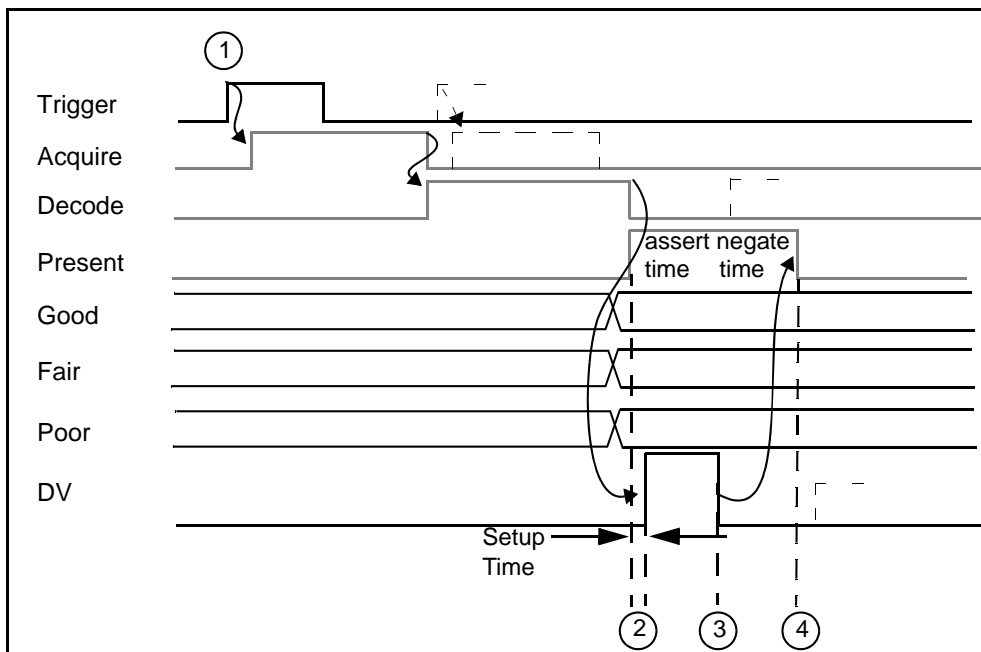 1
Trigger
Acquire
Decode
Present
assert negate
time time
Good
Fair
Poor
DV
Setup
Time
2
3
4